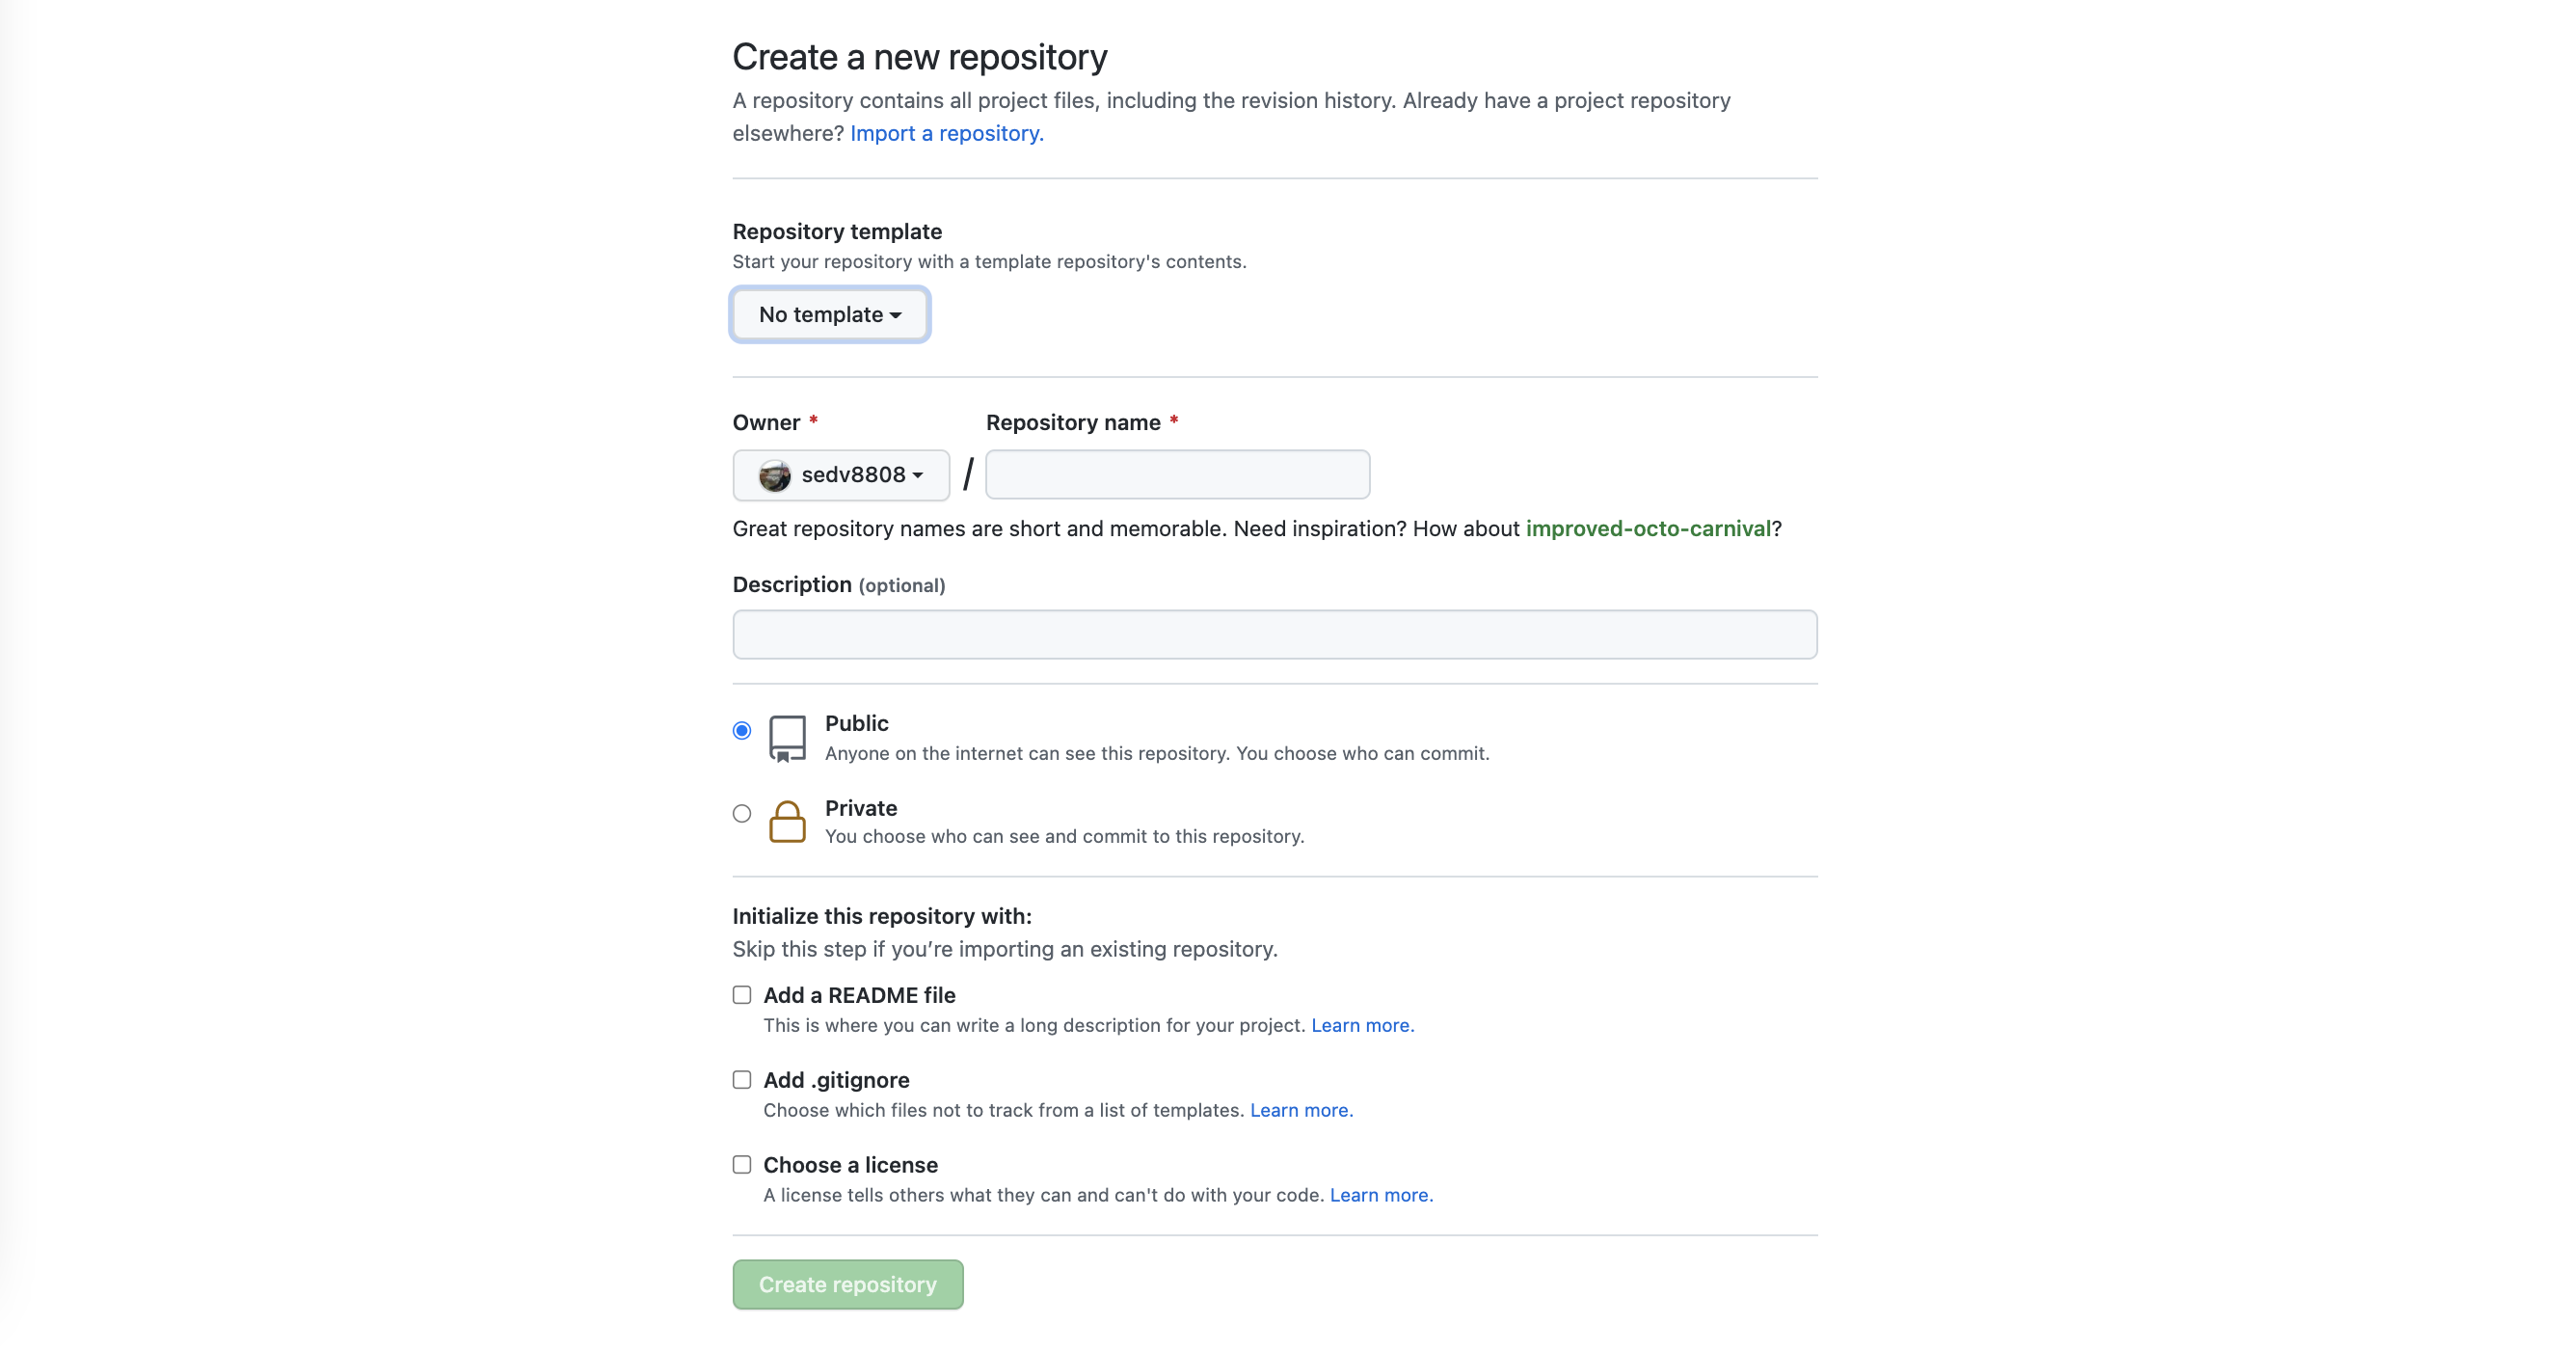 Create a new repository
A repository contains all project files, including the revision history. Already have a project repository
elsewhere? Import a repository.
Repository template
Start your repository with a template repository's contents.
No template
Owner * Repository name *
sedv8808 /
Great repository names are short and memorable. Need inspiration? How about improved-octo-carnival?
Description (optional)
Public
Anyone on the internet can see this repository. You choose who can commit.
Private
You choose who can see and commit to this repository.
Initialize this repository with:
Skip this step if you’re importing an existing repository.
Add a README file
This is where you can write a long description for your project. Learn more.
Add .gitignore
Choose which files not to track from a list of templates. Learn more.
Choose a license
A license tells others what they can and can't do with your code. Learn more.
Create repository